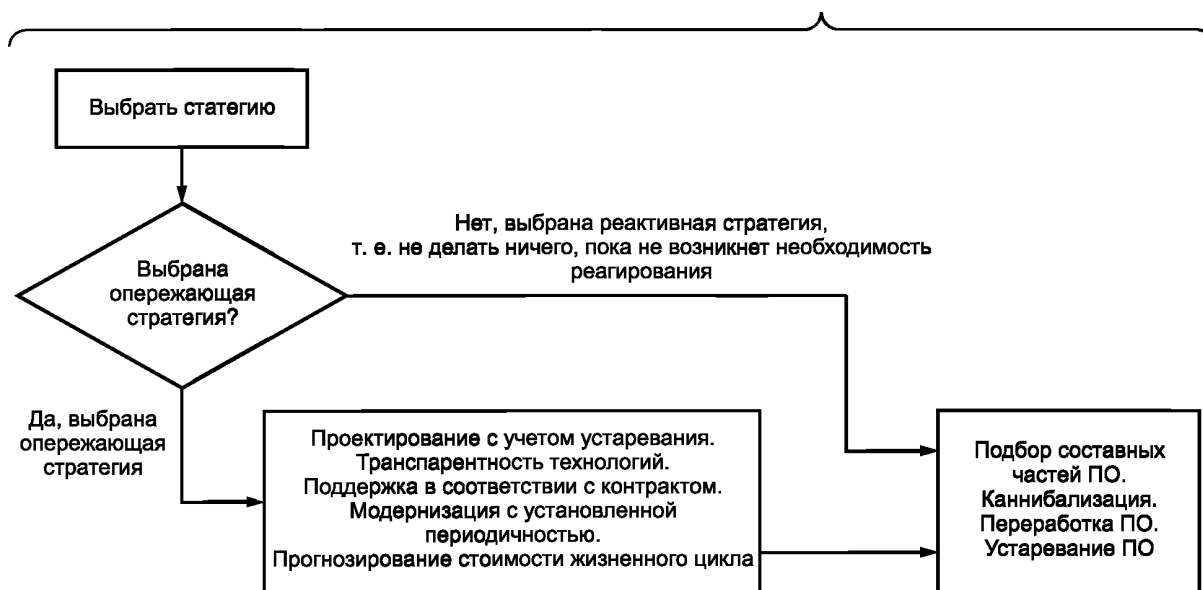 Выбрать статегию
Нет, выбрана реактивная стратегия,
т. е. не делать ничего, пока не возникнет необходимость
реагирования
Выбрана
опережающая
стратегия?
Да, выбрана
опережающая
стратегия
Проектирование с учетом устаревания.
Транспарентность технологий.
Поддержка в соответствии с контрактом.
Модернизация с установленной
периодичностью.
Прогнозирование стоимости жизненного цикла
Подбор составных
частей ПО.
Каннибализация.
Переработка ПО.
Устаревание ПО